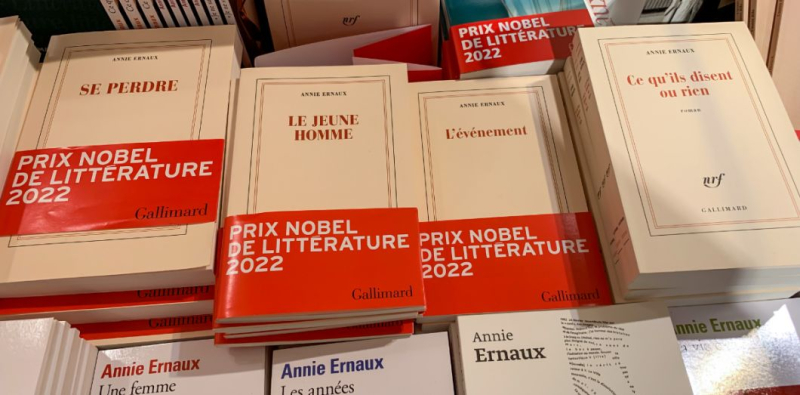 nrf
PRIX NOBEL
DE LITTÉRATURE
2022
ANNIE ERNAUX
SE PERDRE
PRIX NOBEL
DE LITTÉRATURE
2022
Gallimard
ANNIE ERNAUX
LE JEUNE
HOMME
PRIX NOBEL
DE LITTÉRATURE
2022
Gallimard
ANNIE ERNAUX
L'événement
PRIX NOBEL
DE LITTÉRATURE
2022
Gallimard
ANNIE ERNAUX
Ce qu'ils disent
ou rien
ROMAN
nrf
GALLIMARD
Annie Ernaux
Une femme
Annie Ernaux
Les années
Annie
Ernaux
Annie Ernaux